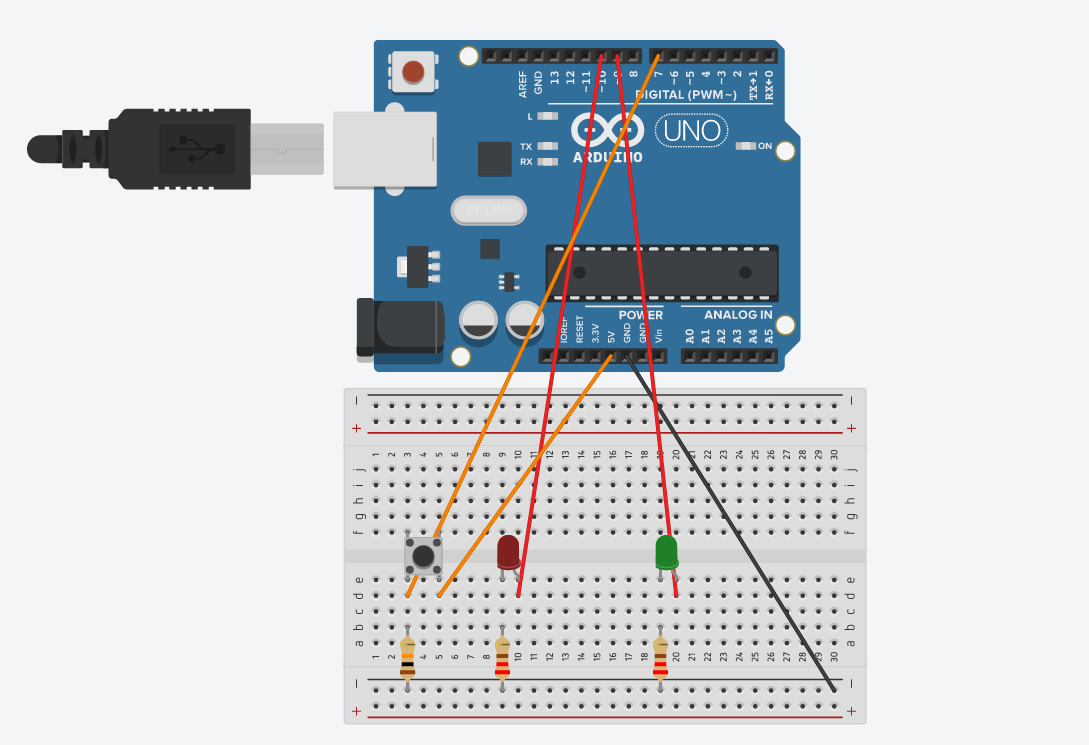 AREF GND 13 12 ~11 ~10 ~9 8 7 ~6 ~5 4 ~3 2 TX→1 RX←0
DIGITAL (PWM~)
L
TX
RX
ARDUINO
UNO
ON
POWER ANALOG IN
IOREF RESET 3.3V 5V GND GND Vin A0 A1 A2 A3 A4 A5
− −
+ +
1 2 3 4 5 6 7 8 9 10 11 12 13 14 15 16 17 18 19 20 21 22 23 24 25 26 27 28 29 30
j j
i i
h h
g g
f f
e e
d d
c c
b b
a a
1 2 3 4 5 6 7 8 9 10 11 12 13 14 15 16 17 18 19 20 21 22 23 24 25 26 27 28 29 30
− −
+ +